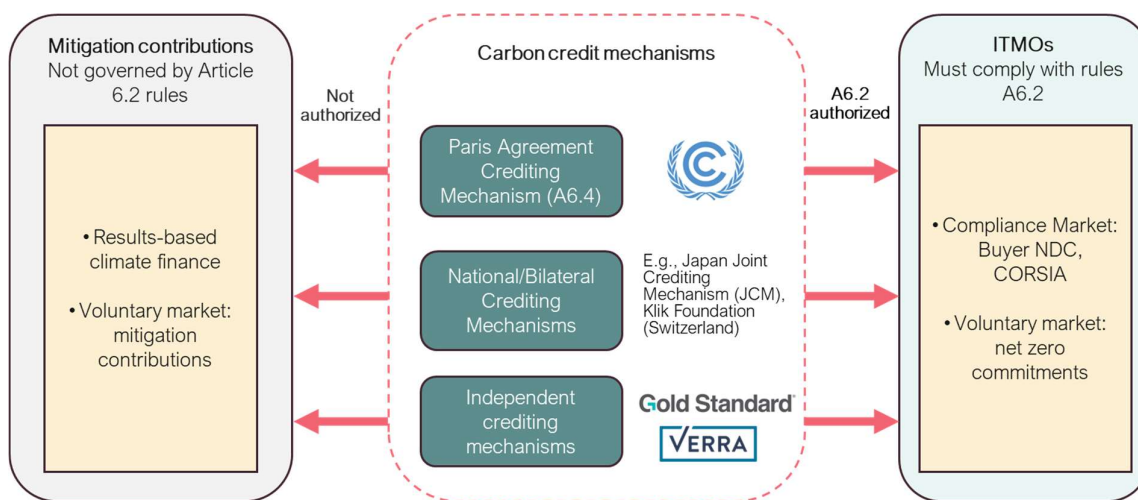 Mitigation contributions
Not governed by Article
6.2 rules
Not
authorized
• Results-based
climate finance
• Voluntary market:
mitigation
contributions
Carbon credit mechanisms
Paris Agreement
Crediting
Mechanism (A6.4)
National/Bilateral
Crediting
Mechanisms
E.g., Japan Joint
Crediting
Mechanism (JCM),
Klik Foundation
(Switzerland)
Independent
crediting
mechanisms
Gold Standard
VERRA
A6.2
authorized
ITMOs
Must comply with rules
A6.2
• Compliance Market:
Buyer NDC,
CORSIA
• Voluntary market:
net zero
commitments